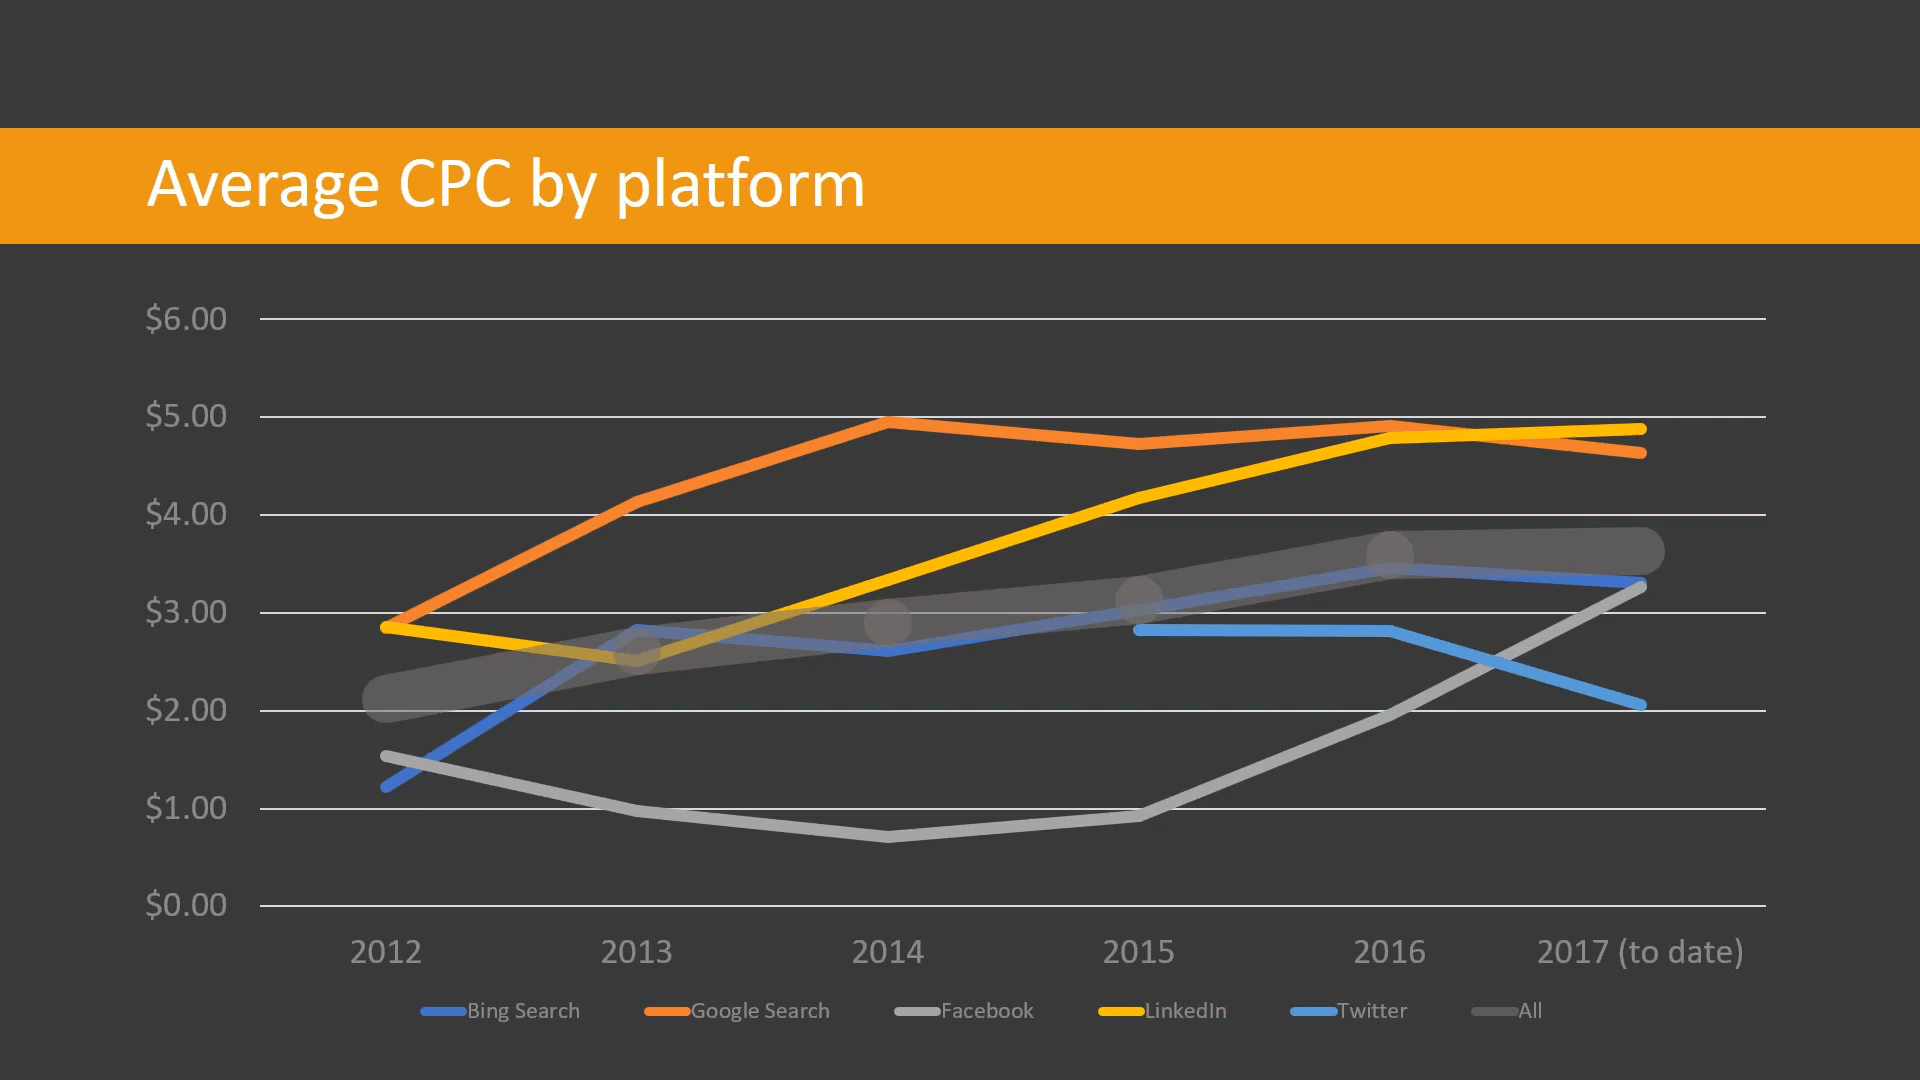 Average CPC by platform
$6.00
$5.00
$4.00
$3.00
$2.00
$1.00
$0.00
2012 2013 2014 2015 2016 2017 (to date)
Bing Search Google Search Facebook LinkedIn Twitter All